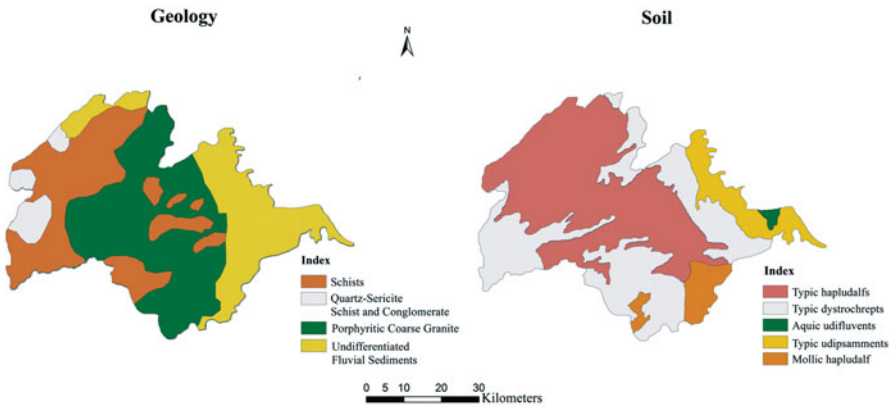 Geology
Soil
N
Index
Schists
Quartz-Sericite
Schist and Conglomerate
Porphyritic Coarse Granite
Undifferentiated
Fluvial Sediments
Index
Typic hapludalfs
Typic dystrochrepts
Aquic udifluvents
Typic udipsamments
Mollic hapludalf
0 5 10 20 30
Kilometers